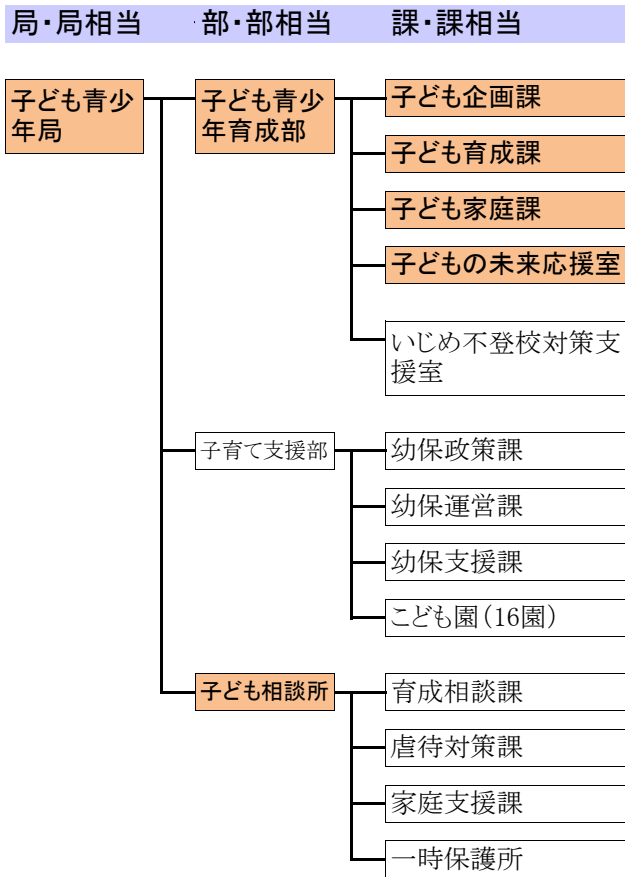 局・局相当 部・部相当 課・課相当
子ども青少
年局
子ども青少
年育成部
子ども企画課
子ども育成課
子ども家庭課
子どもの未来応援室
いじめ不登校対策支
援室
子育て支援部
幼保政策課
幼保運営課
幼保支援課
こども園（16園）
子ども相談所
育成相談課
虐待対策課
家庭支援課
一時保護所